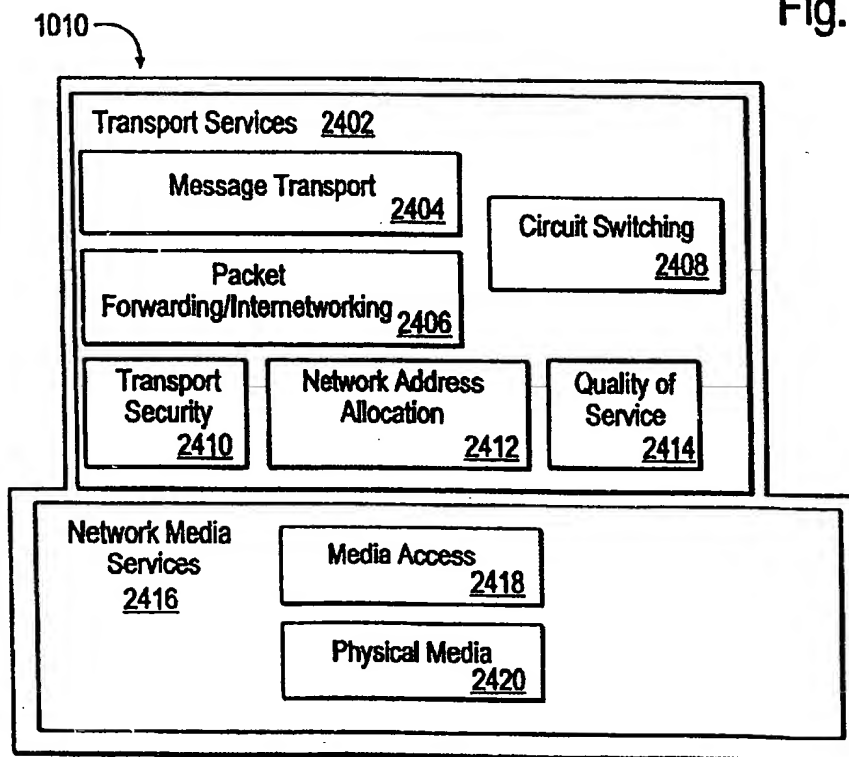 Fig.
1010
Transport Services 2402
Message Transport
2404
Circuit Switching
2408
Packet
Forwarding/Internetworking 2406
Transport
Security
2410
Network Address
Allocation
2412
Quality of
Service
2414
Network Media
Services
2416
Media Access
2418
Physical Media
2420